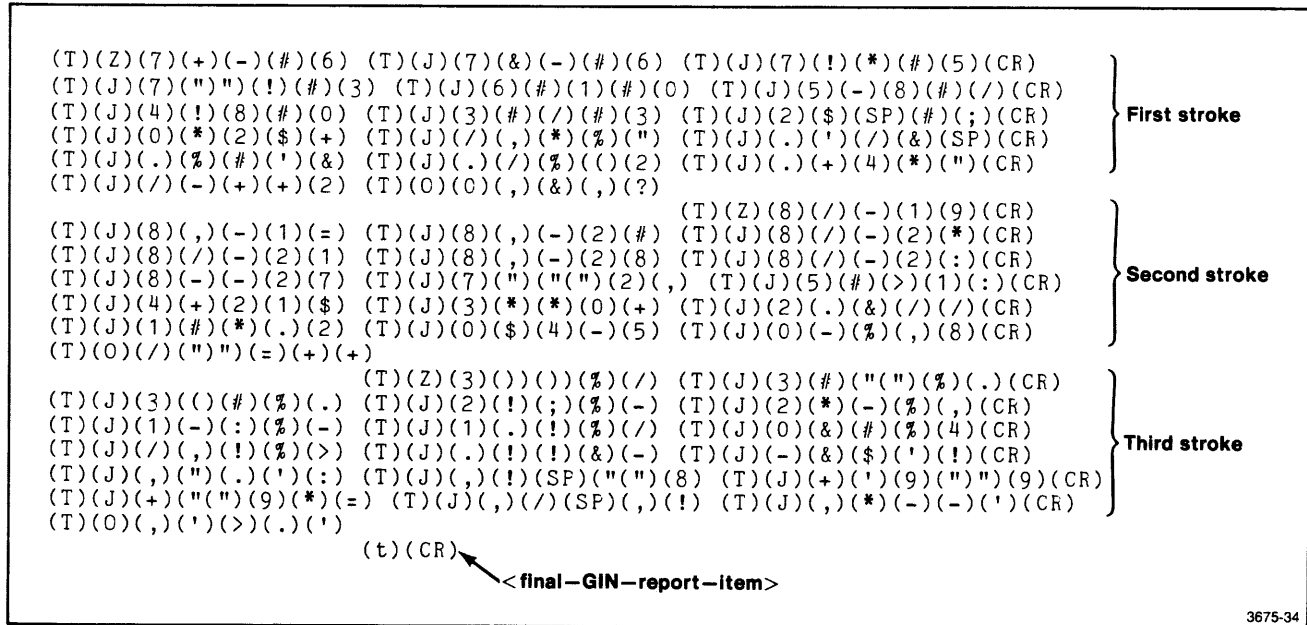 (T)(Z)(7)(+)(-)(#)(6) (T)(J)(7)(&)(-)(#)(6) (T)(J)(7)(!)(*)(#)(5)(CR)
(T)(J)(7)(")")(!)(#)(3) (T)(J)(6)(#)(1)(#)(0) (T)(J)(5)(-)(8)(#)(/)(CR)
(T)(J)(4)(!)(8)(#)(0) (T)(J)(3)(#)(/)(#)(3) (T)(J)(2)($)(SP)(#)(;)(CR)
First stroke
(T)(J)(0)(*)(2)($)(+) (T)(J)(/)(,)(*)(%)(") (T)(J)(.)(')(/)(&)(SP)(CR)
(T)(J)(.)(%)(#)(')(&) (T)(J)(.)(/)(%)(()(2) (T)(J)(.)(+)(4)(*)(")(CR)
(T)(J)(/)(-)(+)(+)(2) (T)(O)(0)(,)(&)(,)(?)
(T)(Z)(8)(/)(-)(1)(9)(CR)
(T)(J)(8)(,)(-)(1)(=) (T)(J)(8)(,)(-)(2)(#) (T)(J)(8)(/)(-)(2)(*)(CR)
(T)(J)(8)(/)(-)(2)(1) (T)(J)(8)(,)(-)(2)(8) (T)(J)(8)(/)(-)(2)(:)(CR)
(T)(J)(8)(-)(-)(2)(7) (T)(J)(7)(")("(")(2)(,) (T)(J)(5)(#)(>)(1)(:)(CR)
Second stroke
(T)(J)(4)(+)(2)(1)($) (T)(J)(3)(*)(*)(0)(+) (T)(J)(2)(.)(&)(/)(/)(CR)
(T)(J)(1)(#)(*)(.)(2) (T)(J)(0)($)(4)(-)(5) (T)(J)(0)(-)(%)(,)(8)(CR)
(T)(O)(/)(")")(=)(+)(+)
(T)(Z)(3)())())(%)(/) (T)(J)(3)(#)("(")(%)(.)(CR)
(T)(J)(3)(()(#)(%)(.) (T)(J)(2)(!)(;)(%)(-) (T)(J)(2)(*)(-)(%)(,)(CR)
(T)(J)(1)(-)(:)(%)(-) (T)(J)(1)(.)(!)(%)(/) (T)(J)(0)(&)(#)(%)(4)(CR)
Third stroke
(T)(J)(/)(,)(!)(%)(>) (T)(J)(.)(!)(!)(&)(-) (T)(J)(-)(&)($)(')(!)(CR)
(T)(J)(,)(")(.)(')(:) (T)(J)(,)(!)(SP)("(")(8) (T)(J)(+)(')(9)(")")(9)(CR)
(T)(J)(+)("(")(9)(*)(=) (T)(J)(,)(/)(SP)(,)(!) (T)(J)(,)(*)(-)(-)(')(CR)
(T)(O)(,)(')(>)(.)(')
(t)(CR)
<final-GIN-report-item>
3675-34